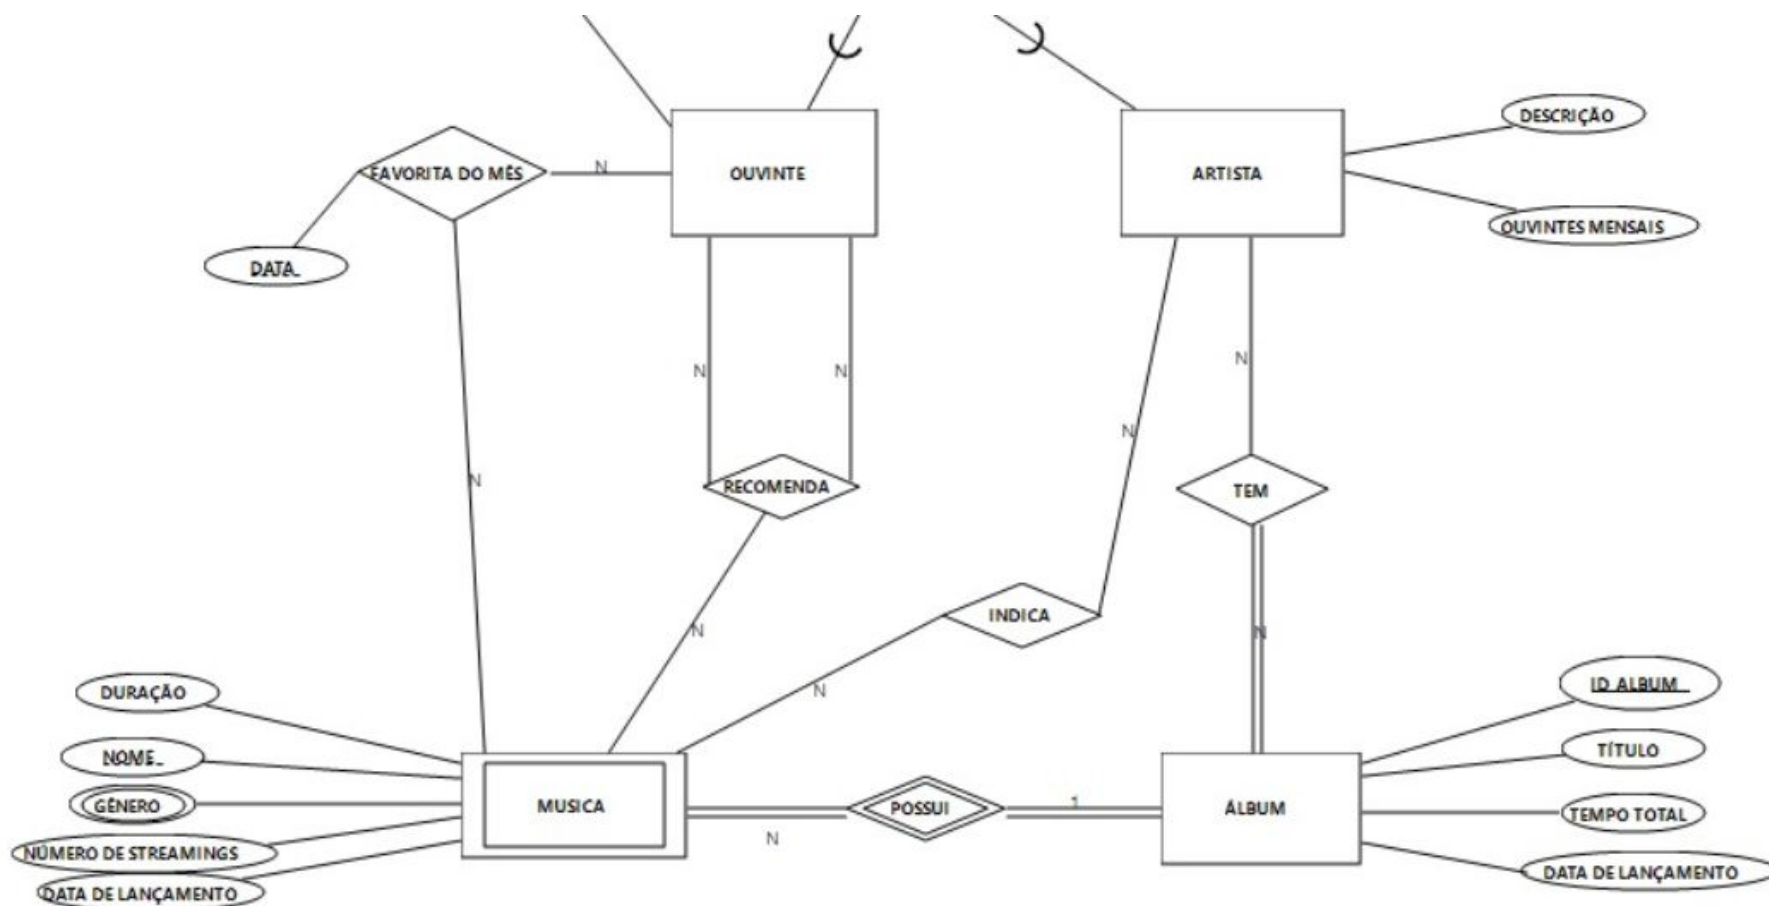 DESCRIÇÃO
FAVORITA DO MÊS
N
OUVINTE
ARTISTA
OUVINTES MENSAIS
DATA
N
N
N
N
N
RECOMENDA
TEM
INDICA
N
N
N
DURAÇÃO
ID ALBUM
NOME
TÍTULO
GÊNERO
MUSICA
POSSUI
1
ÁLBUM
TEMPO TOTAL
N
NÚMERO DE STREAMINGS
DATA DE LANÇAMENTO
DATA DE LANÇAMENTO